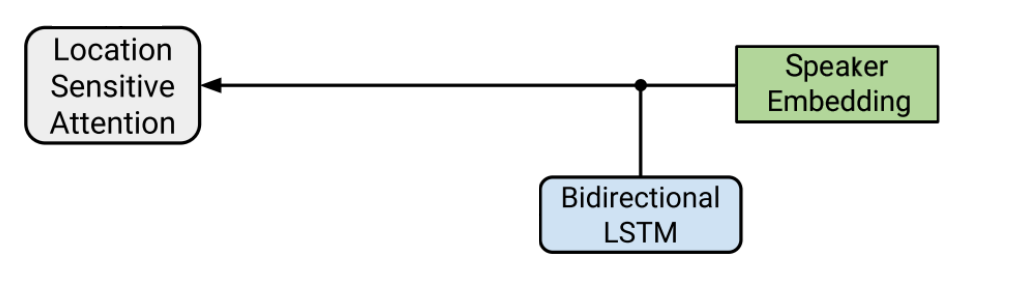 Location
Sensitive
Attention
Speaker
Embedding
Bidirectional
LSTM